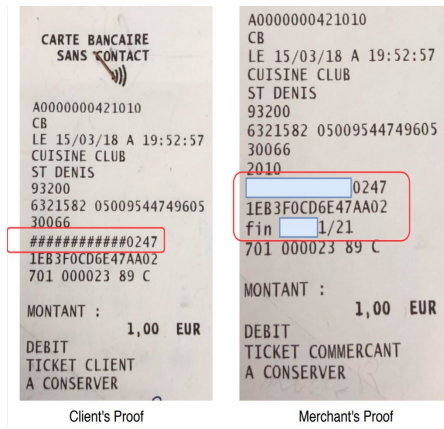 CARTE BANCAIRE
SANS CONTACT
A0000000421010
CB
LE 15/03/18 A 19:52:57
CUISINE CLUB
ST DENIS
93200
6321582 05009544749605
30066
############0247
1EB3F0CD6E47AA02
701 000023 89 C
MONTANT :
1,00 EUR
DEBIT
TICKET CLIENT
A CONSERVER
Client's Proof
A0000000421010
CB
LE 15/03/18 A 19:52:57
CUISINE CLUB
ST DENIS
93200
6321582 05009544749605
30066
2010
0247
1EB3F0CD6E47AA02
fin 1/21
701 000023 89 C
MONTANT :
1,00 EUR
DEBIT
TICKET COMMERCANT
A CONSERVER
Merchant's Proof